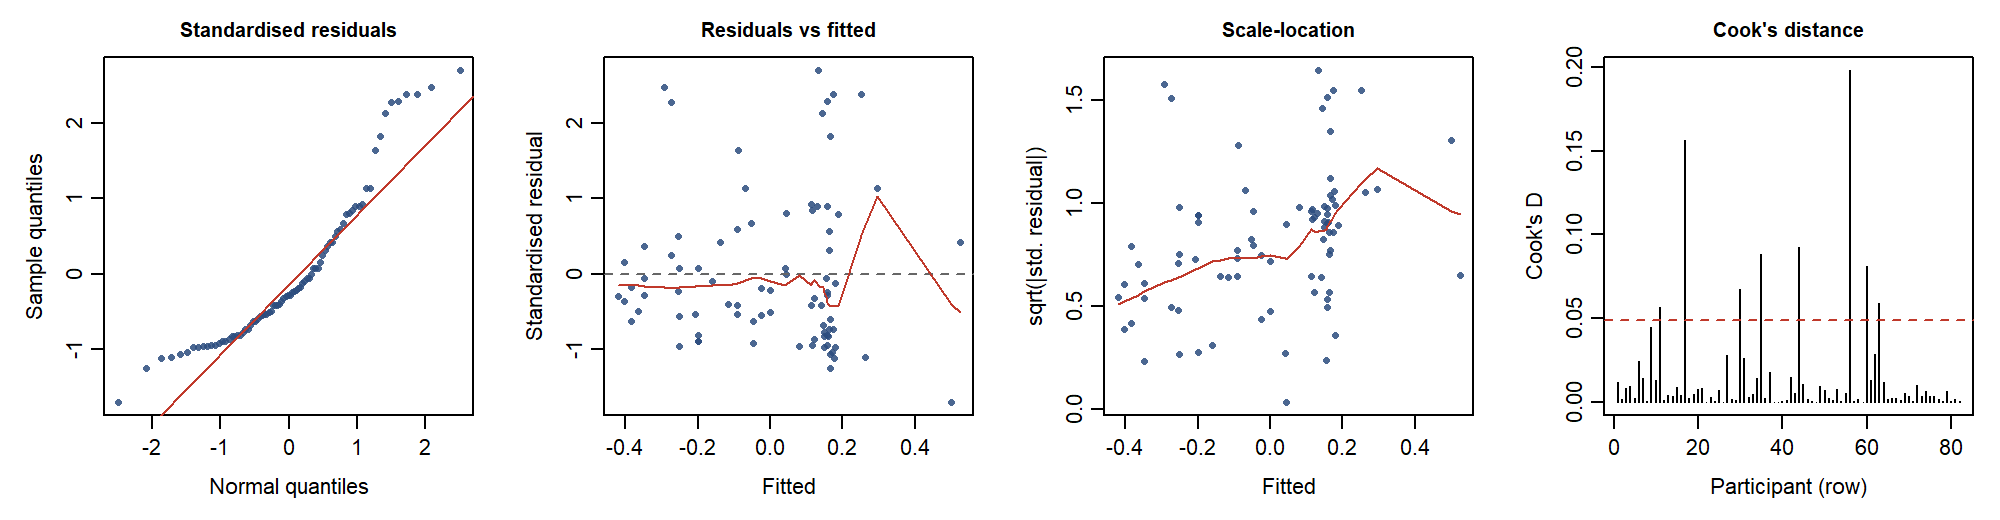 Standardised residuals
Sample quantiles
2
1
0
-1
-2 -1 0 1 2
Normal quantiles
Residuals vs fitted
Standardised residual
2
1
0
-1
-0.4 -0.2 0.0 0.2 0.4
Fitted
Scale-location
sqrt(|std. residual|)
1.5
1.0
0.5
0.0
-0.4 -0.2 0.0 0.2 0.4
Fitted
Cook's distance
Cook's D
0.20
0.15
0.10
0.05
0.00
0 20 40 60 80
Participant (row)